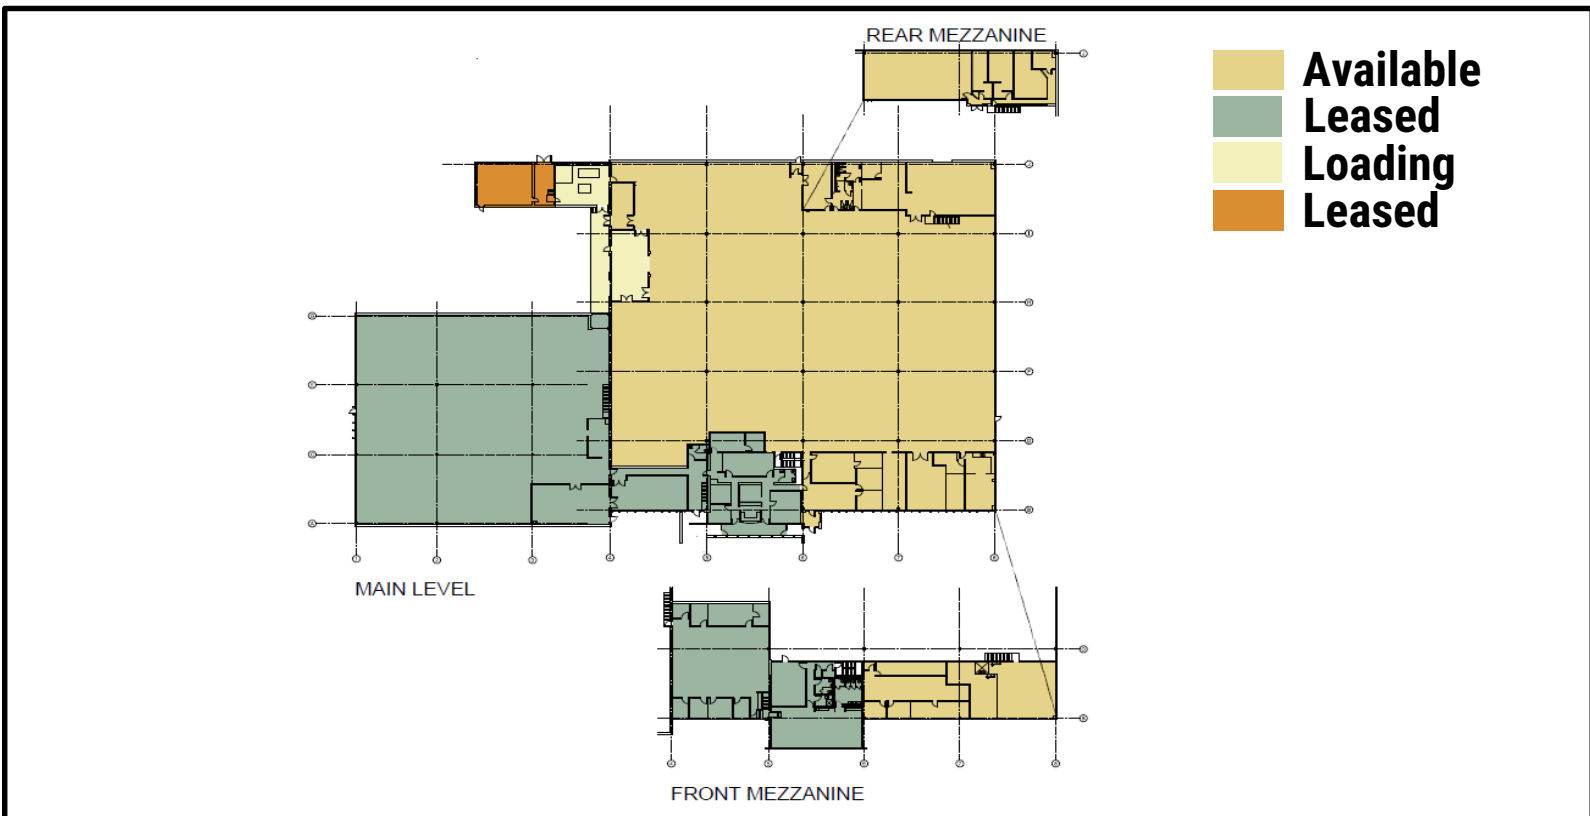 REAR MEZZANINE
Available
Leased
Loading
Leased
MAIN LEVEL
FRONT MEZZANINE